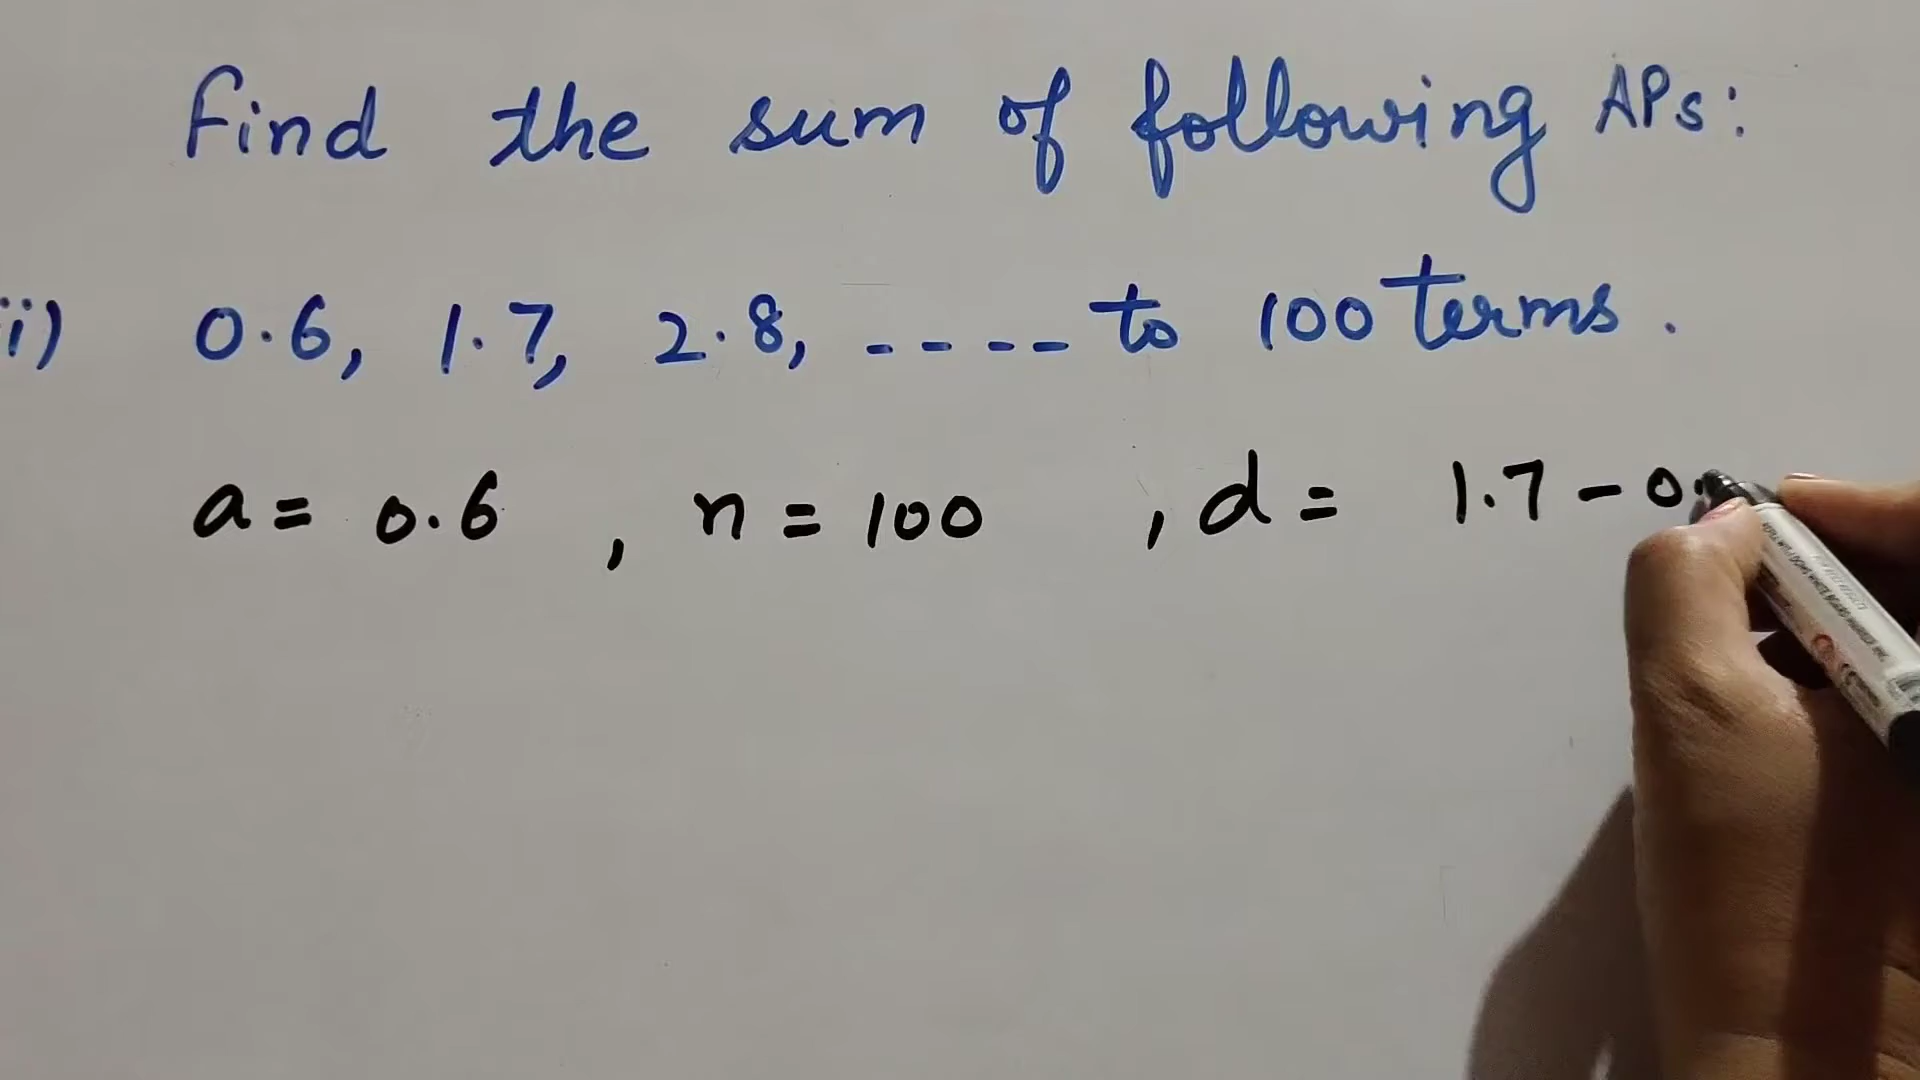 Find the sum of following APs:
ii) 0.6, 1.7, 2.8, ---- to 100 terms.
a = 0.6 , n = 100 , d = 1.7 - 0.